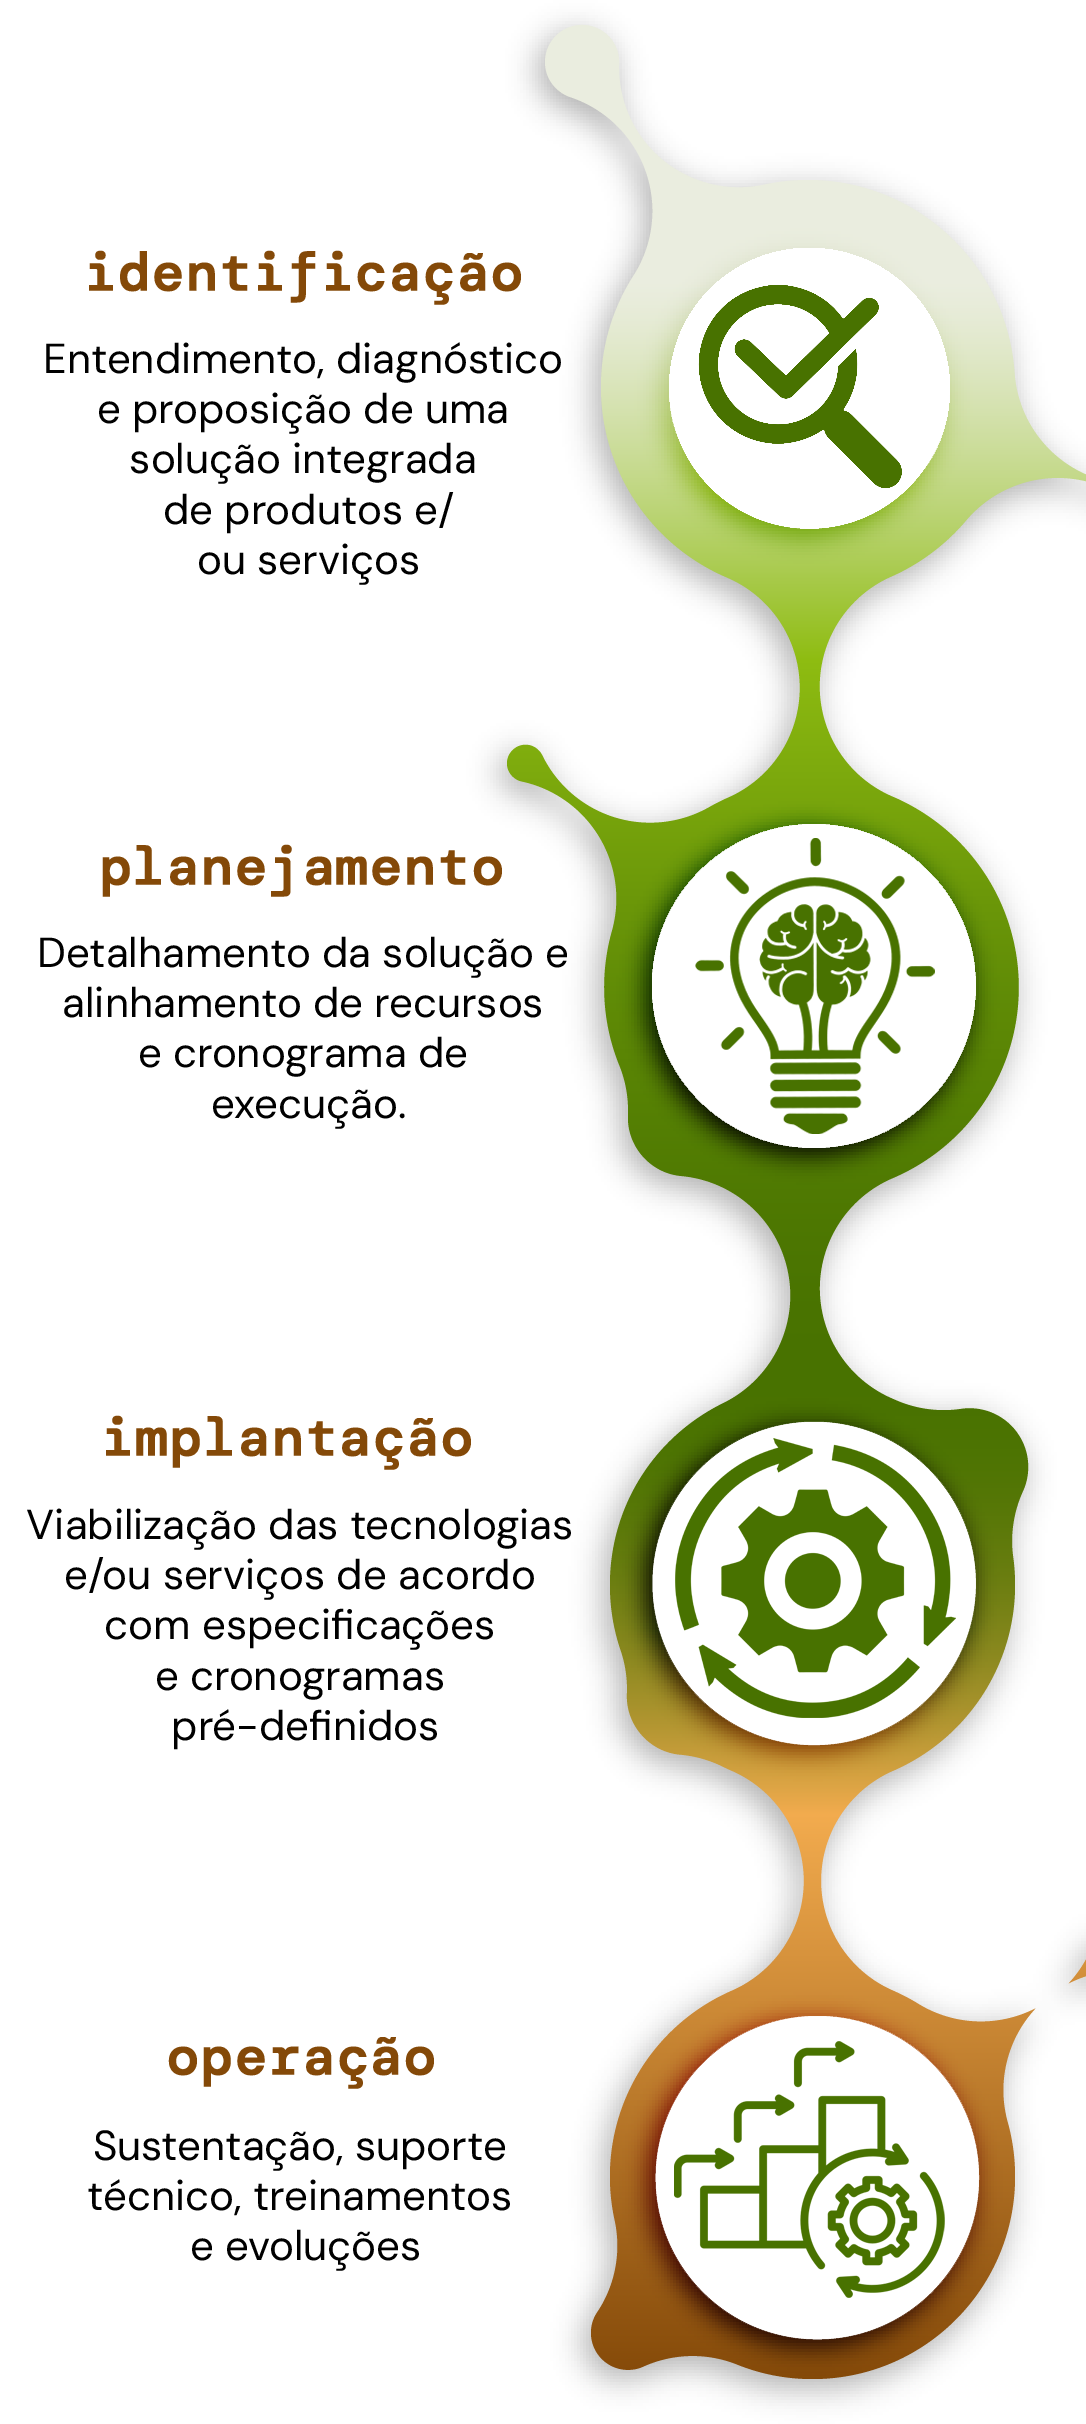 identificação
Entendimento, diagnóstico
e proposição de uma
solução integrada
de produtos e/
ou serviços
planejamento
Detalhamento da solução e
alinhamento de recursos
e cronograma de
execução.
implantação
Viabilização das tecnologias
e/ou serviços de acordo
com especificações
e cronogramas
pré-definidos
operação
Sustentação, suporte
técnico, treinamentos
e evoluções